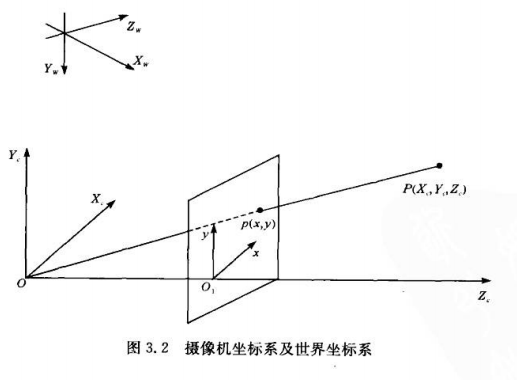 Z_w
X_w
Y_w
Y_c
X_c
P(X_c,Y_c,Z_c)
p(x,y)
y
x
O
O_1
Z_c
图 3.2 摄像机坐标系及世界坐标系